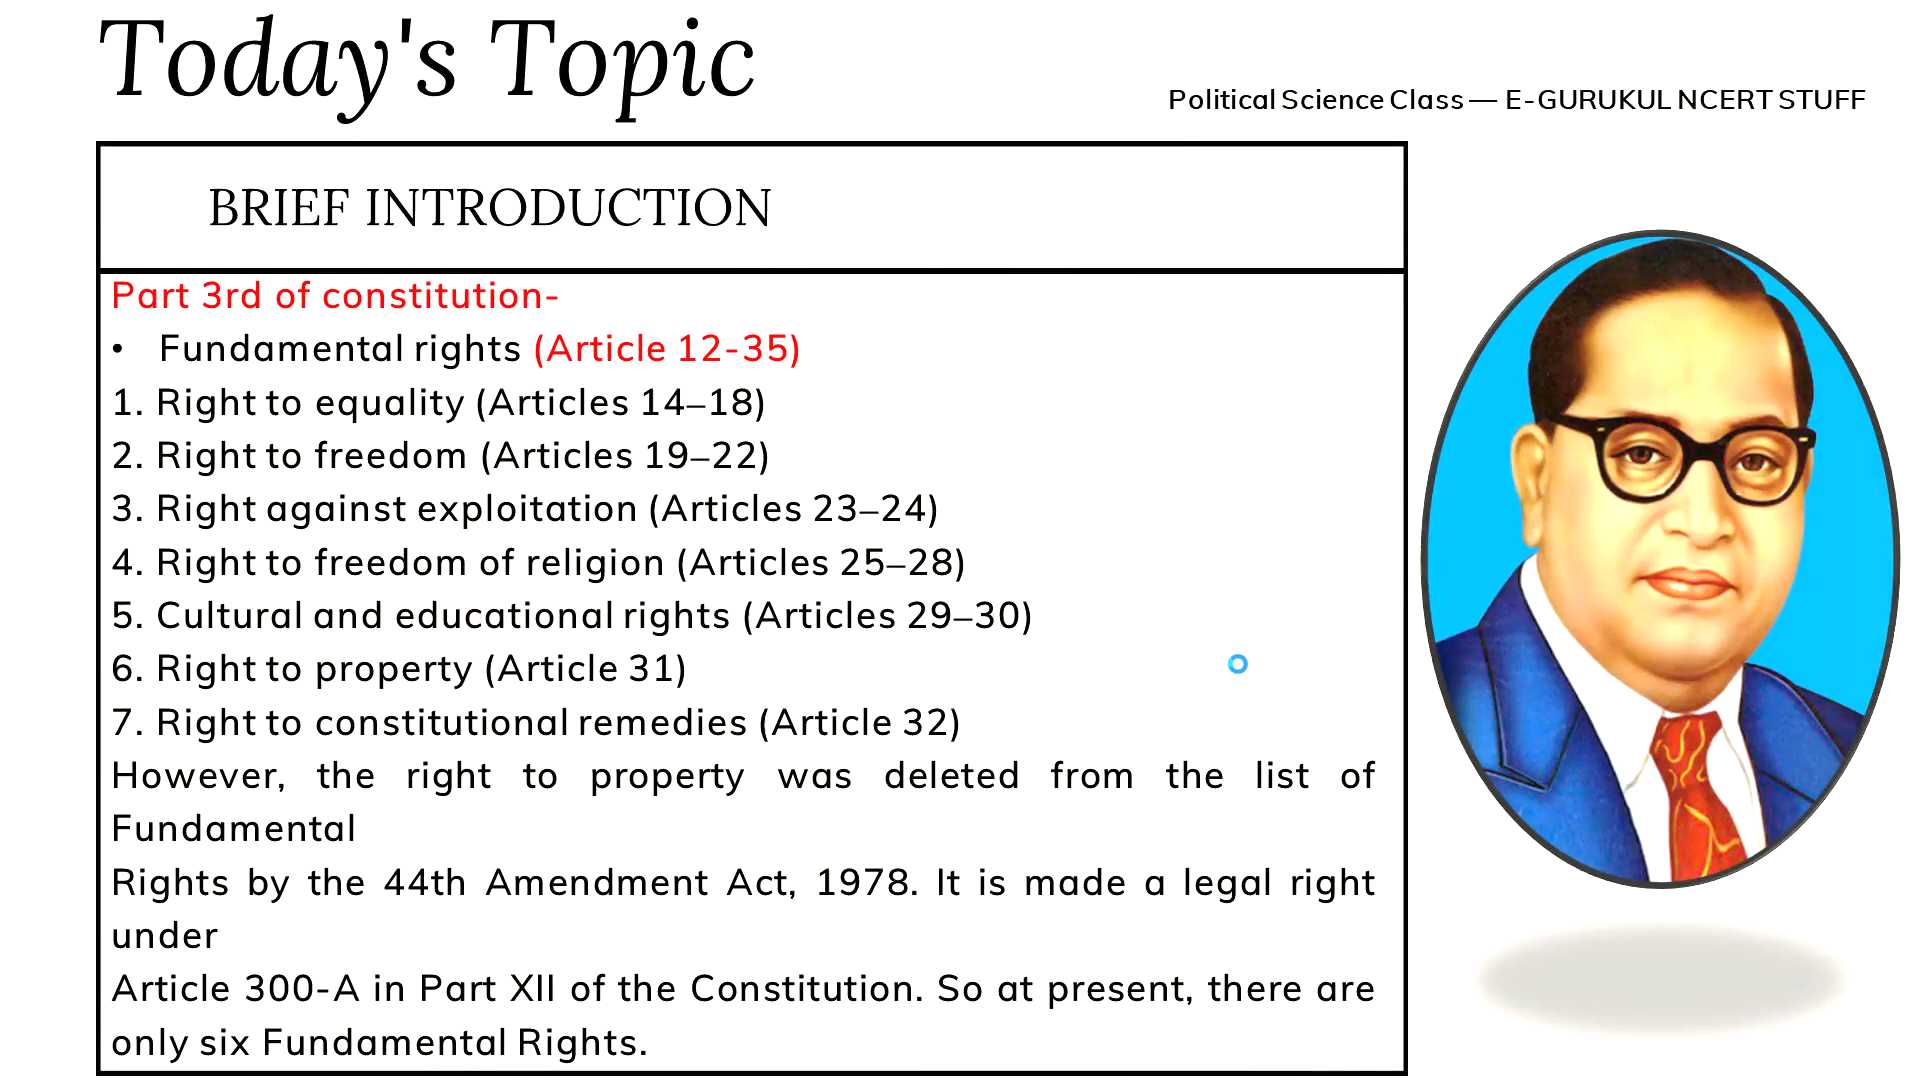 Today's Topic
Political Science Class — E-GURUKUL NCERT STUFF
BRIEF INTRODUCTION
Part 3rd of constitution-
• Fundamental rights (Article 12-35)
1. Right to equality (Articles 14–18)
2. Right to freedom (Articles 19–22)
3. Right against exploitation (Articles 23–24)
4. Right to freedom of religion (Articles 25–28)
5. Cultural and educational rights (Articles 29–30)
6. Right to property (Article 31)
7. Right to constitutional remedies (Article 32)
However, the right to property was deleted from the list of
Fundamental
Rights by the 44th Amendment Act, 1978. It is made a legal right
under
Article 300-A in Part XII of the Constitution. So at present, there are
only six Fundamental Rights.